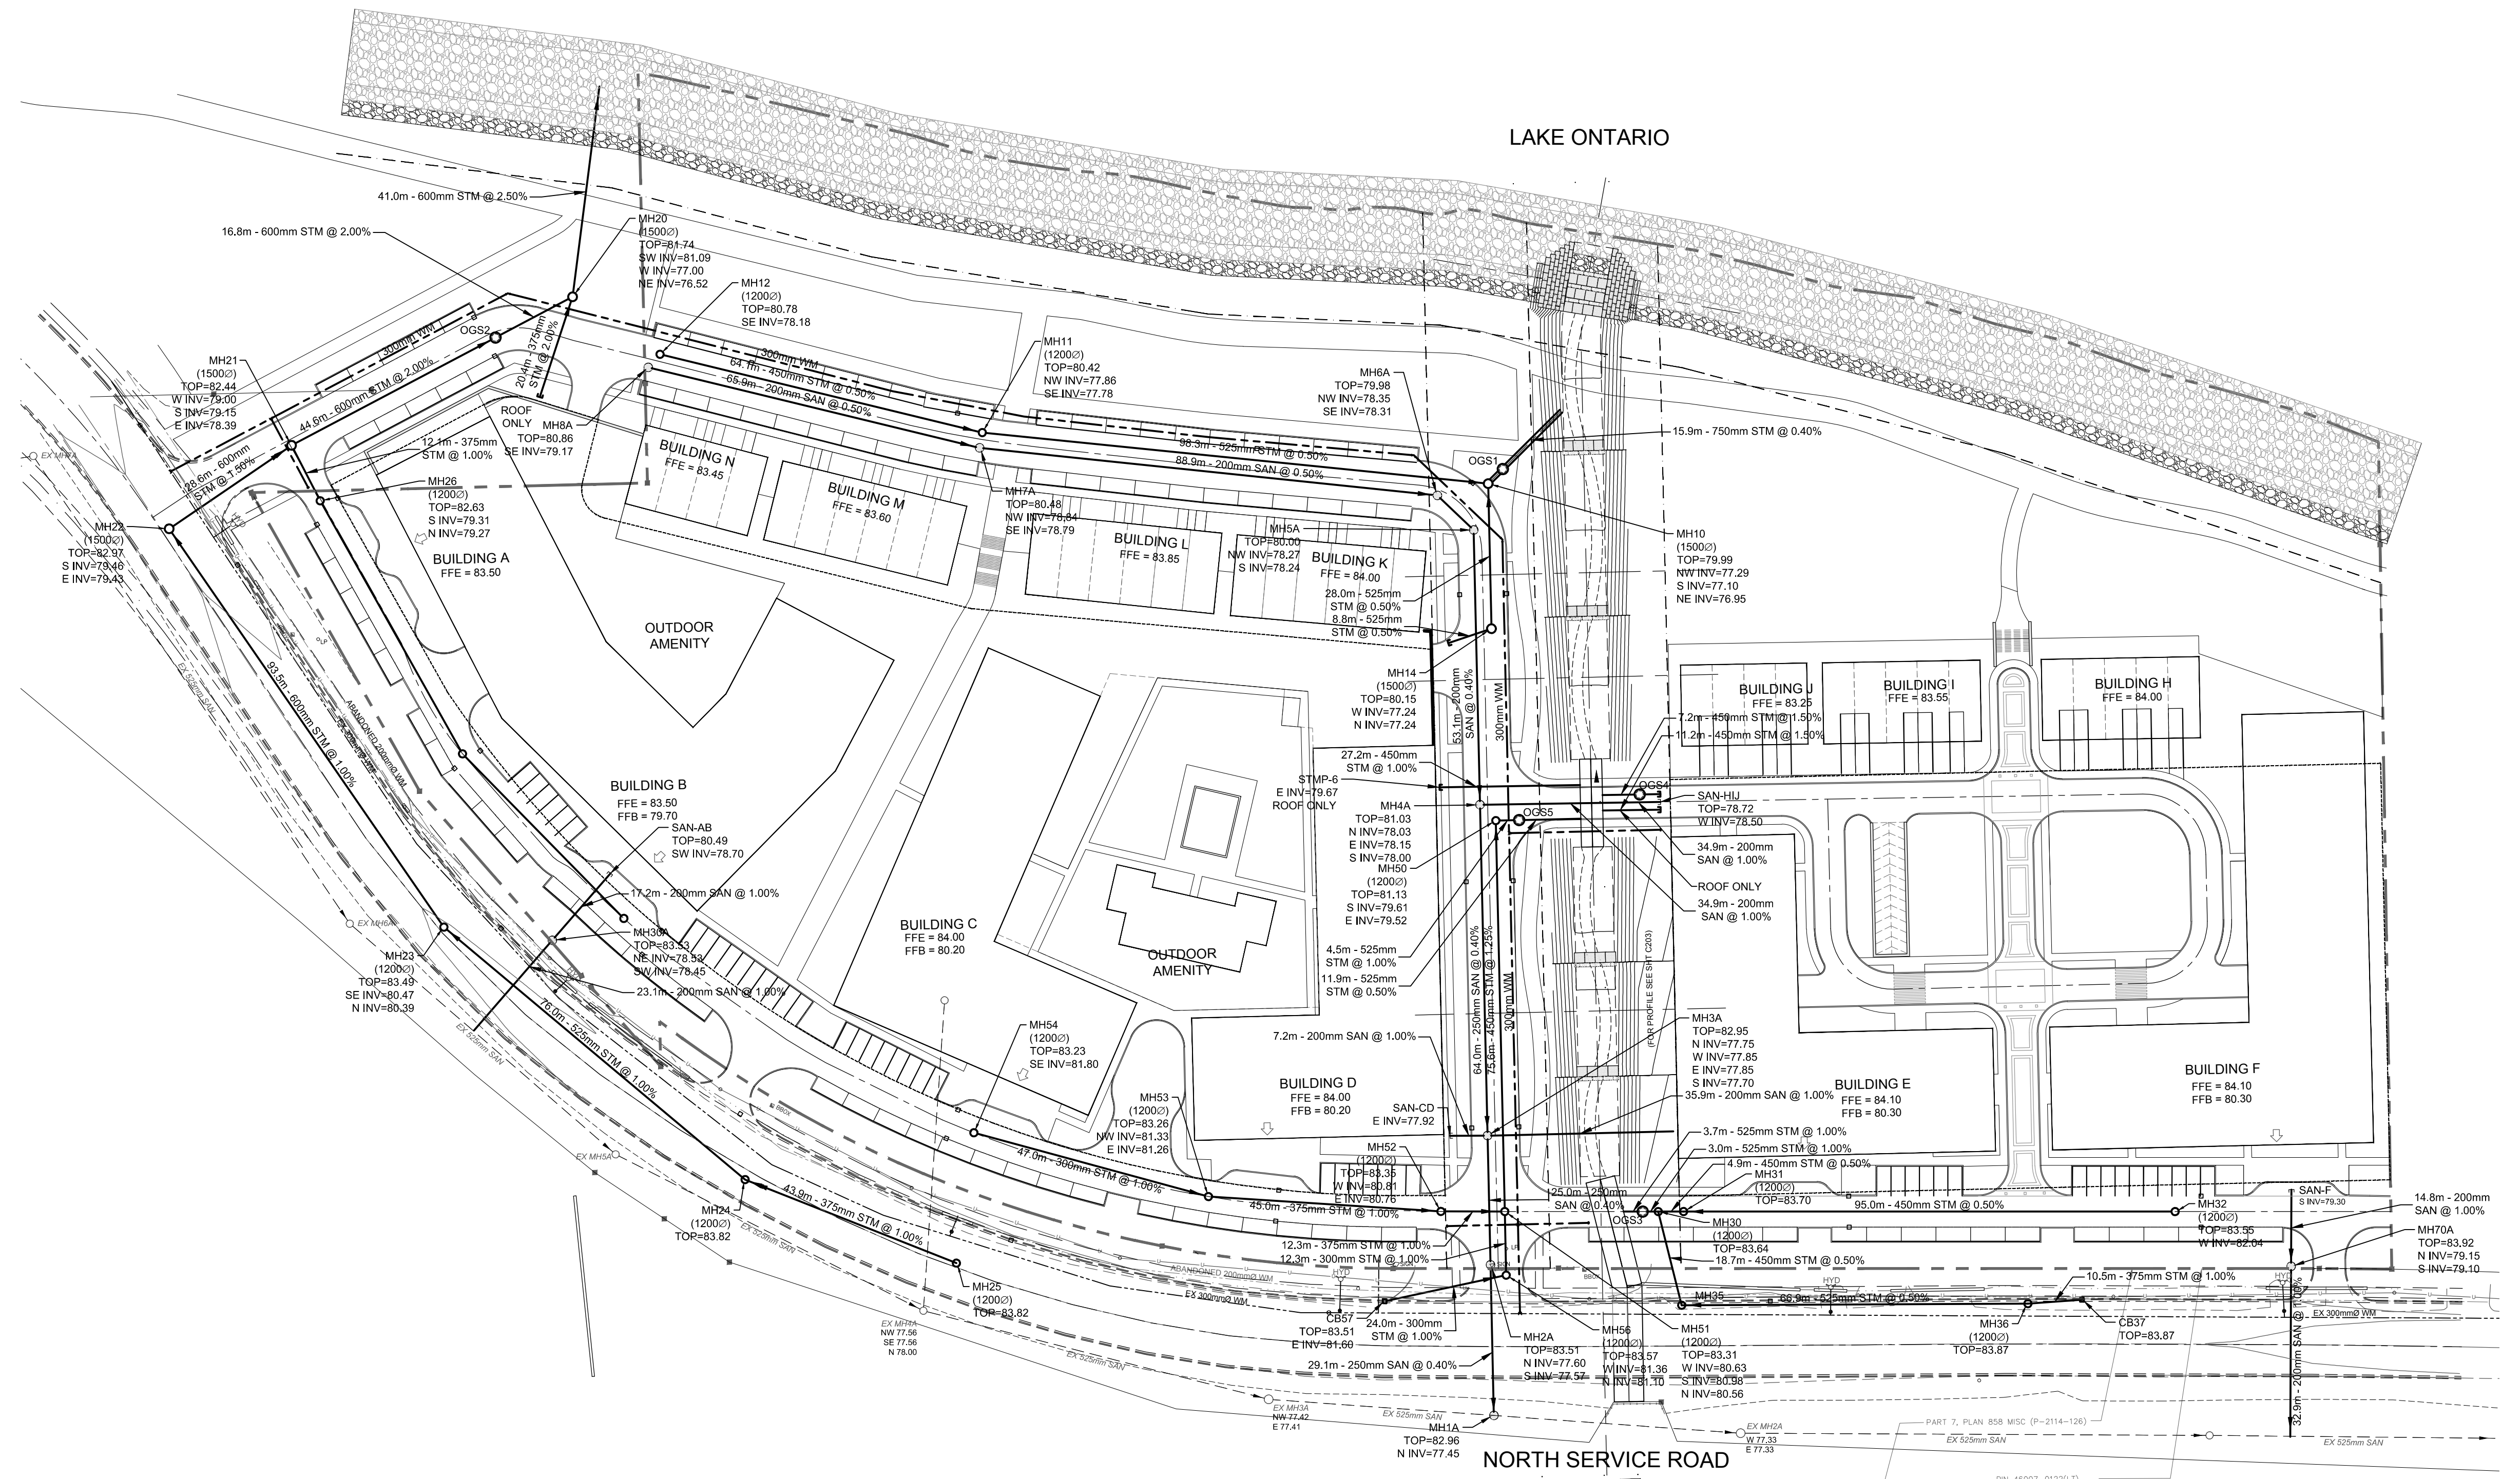 LAKE ONTARIO
41.0m - 600mm STM @ 2.50%
16.8m - 600mm STM @ 2.00%
MH20
(1500Ø)
TOP=81.74
SW INV=81.09
W INV=77.00
NE INV=76.52
MH12
(1200Ø)
TOP=80.78
SE INV=78.18
OGS2
300mm WM
20.4m - 375mm
STM @ 2.00%
MH21
(1500Ø)
TOP=82.44
W INV=79.00
S INV=79.15
E INV=78.39
44.6m - 600mm STM @ 2.00%
300mm WM
64.1m - 450mm STM @ 0.50%
65.9m - 200mm SAN @ 0.50%
MH11
(1200Ø)
TOP=80.42
NW INV=77.86
SE INV=77.78
MH6A
TOP=79.98
NW INV=78.35
SE INV=78.31
ROOF
ONLY
MH8A
TOP=80.86
SE INV=79.17
12.1m - 375mm
STM @ 1.00%
28.6m - 600mm
STM @ 1.50%
98.3m - 525mm STM @ 0.50%
88.9m - 200mm SAN @ 0.50%
OGS1
15.9m - 750mm STM @ 0.40%
BUILDING N
FFE = 83.45
BUILDING M
FFE = 83.60
MH26
(1200Ø)
TOP=82.63
S INV=79.31
N INV=79.27
MH7A
TOP=80.48
NW INV=78.84
SE INV=78.79
MH22
(1500Ø)
TOP=82.97
S INV=79.46
E INV=79.43
BUILDING A
FFE = 83.50
BUILDING L
FFE = 83.85
MH5A
TOP=80.00
NW INV=78.27
S INV=78.24
BUILDING K
FFE = 84.00
MH10
(1500Ø)
TOP=79.99
NW INV=77.29
S INV=77.10
NE INV=76.95
28.0m - 525mm
STM @ 0.50%
8.8m - 525mm
STM @ 0.50%
OUTDOOR
AMENITY
LP
EX 525mm SAN
ABANDONED 200mmØ WM
93.5m - 600mm STM @ 1.00%
MH14
(1500Ø)
TOP=80.15
W INV=77.24
N INV=77.24
53.1m - 200mm
SAN @ 0.40%
300mm WM
BUILDING J
FFE = 83.25
BUILDING I
FFE = 83.55
BUILDING H
FFE = 84.00
7.2m - 450mm STM @ 1.50%
11.2m - 450mm STM @ 1.50%
27.2m - 450mm
STM @ 1.00%
STMP-6
E INV=79.67
ROOF ONLY
OGS4
OGS5
SAN-HIJ
TOP=78.72
W INV=78.50
MH4A
TOP=81.03
N INV=78.03
E INV=78.15
S INV=78.00
MH50
(1200Ø)
TOP=81.13
S INV=79.61
E INV=79.52
34.9m - 200mm
SAN @ 1.00%
ROOF ONLY
34.9m - 200mm
SAN @ 1.00%
BUILDING B
FFE = 83.50
FFB = 79.70
SAN-AB
TOP=80.49
SW INV=78.70
17.2m - 200mm SAN @ 1.00%
EX MH6A
MH30A
TOP=83.53
NE INV=78.53
SW INV=78.45
23.1m - 200mm SAN @ 1.00%
MH23
(1200Ø)
TOP=83.49
SE INV=80.47
N INV=80.39
BUILDING C
FFE = 84.00
FFB = 80.20
OUTDOOR
AMENITY
4.5m - 525mm
STM @ 1.00%
11.9m - 525mm
STM @ 0.50%
64.0m - 250mm SAN @ 0.40%
75.6m - 450mm STM @ 1.25%
300mm WM
(FOR PROFILE SEE SHT C203)
EX 525mm SAN
76.0m - 525mm STM @ 1.00%
MH54
(1200Ø)
TOP=83.23
SE INV=81.80
7.2m - 200mm SAN @ 1.00%
MH3A
TOP=82.95
N INV=77.75
W INV=77.85
E INV=77.85
S INV=77.70
35.9m - 200mm SAN @ 1.00%
BUILDING D
FFE = 84.00
FFB = 80.20
BUILDING E
FFE = 84.10
FFB = 80.30
BUILDING F
FFE = 84.10
FFB = 80.30
BBOX
MH53
(1200Ø)
TOP=83.26
NW INV=81.33
E INV=81.26
SAN-CD
E INV=77.92
3.7m - 525mm STM @ 1.00%
3.0m - 525mm STM @ 1.00%
4.9m - 450mm STM @ 0.50%
EX MH5A
47.0m - 300mm STM @ 1.00%
MH52
(1200Ø)
TOP=83.35
W INV=80.81
E INV=80.76
MH31
(1200Ø)
TOP=83.70
43.9m - 375mm STM @ 1.00%
45.0m - 375mm STM @ 1.00%
25.0m - 250mm
SAN @ 0.40%
OGS3
95.0m - 450mm STM @ 0.50%
MH32
(1200Ø)
TOP=83.55
W INV=82.04
SAN-F
S INV=79.30
14.8m - 200mm
SAN @ 1.00%
MH24
(1200Ø)
TOP=83.82
MH30
(1200Ø)
TOP=83.64
MH70A
TOP=83.92
N INV=79.15
S INV=79.10
EX 525mm SAN
12.3m - 375mm STM @ 1.00%
12.3m - 300mm STM @ 1.00%
18.7m - 450mm STM @ 0.50%
ABANDONED 200mmØ WM
HYD
SIGN
BBOX
HYD
HYD
10.5m - 375mm STM @ 1.00%
MH25
(1200Ø)
TOP=83.82
EX 300mmØ WM
MH35
66.9m - 525mm STM @ 0.50%
EX 300mmØ WM
EX MH4A
NW 77.56
SE 77.56
N 78.00
CB57
TOP=83.51
E INV=81.60
24.0m - 300mm
STM @ 1.00%
MH2A
TOP=83.51
N INV=77.60
S INV=77.57
MH56
(1200Ø)
TOP=83.57
W INV=81.36
N INV=81.10
MH51
(1200Ø)
TOP=83.31
W INV=80.63
S INV=80.98
N INV=80.56
MH36
(1200Ø)
TOP=83.87
CB37
TOP=83.87
32.9m - 200mm SAN @ 1.00%
29.1m - 250mm SAN @ 0.40%
EX 525mm SAN
EX MH3A
NW 77.42
E 77.41
EX 525mm SAN
MH1A
TOP=82.96
N INV=77.45
EX MH2A
W 77.33
E 77.33
PART 7, PLAN 858 MISC (P-2114-126)
EX 525mm SAN
EX 525mm SAN
NORTH SERVICE ROAD